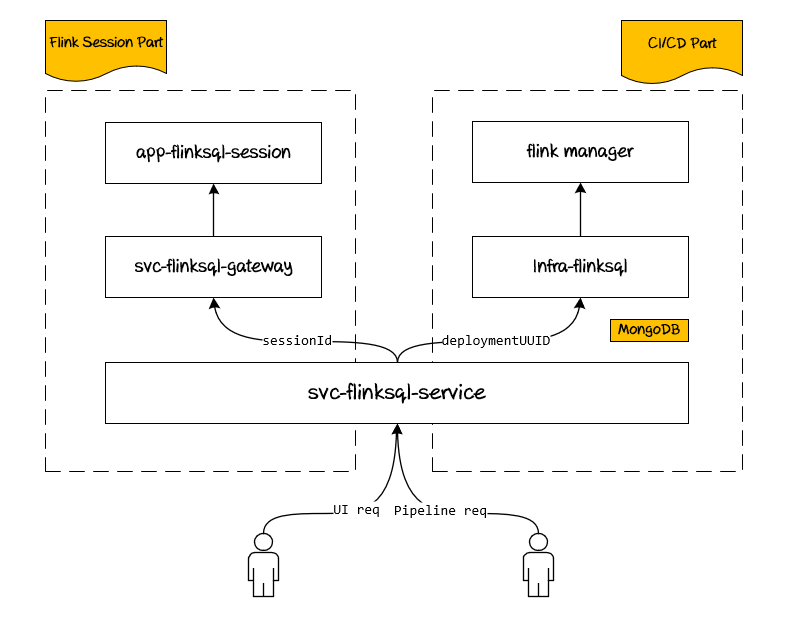 Flink Session Part
CI/CD Part
app-flinksql-session
flink manager
svc-flinksql-gateway
Infra-flinksql
MongoDB
sessionId
deploymentUUID
svc-flinksql-service
UI req
Pipeline req